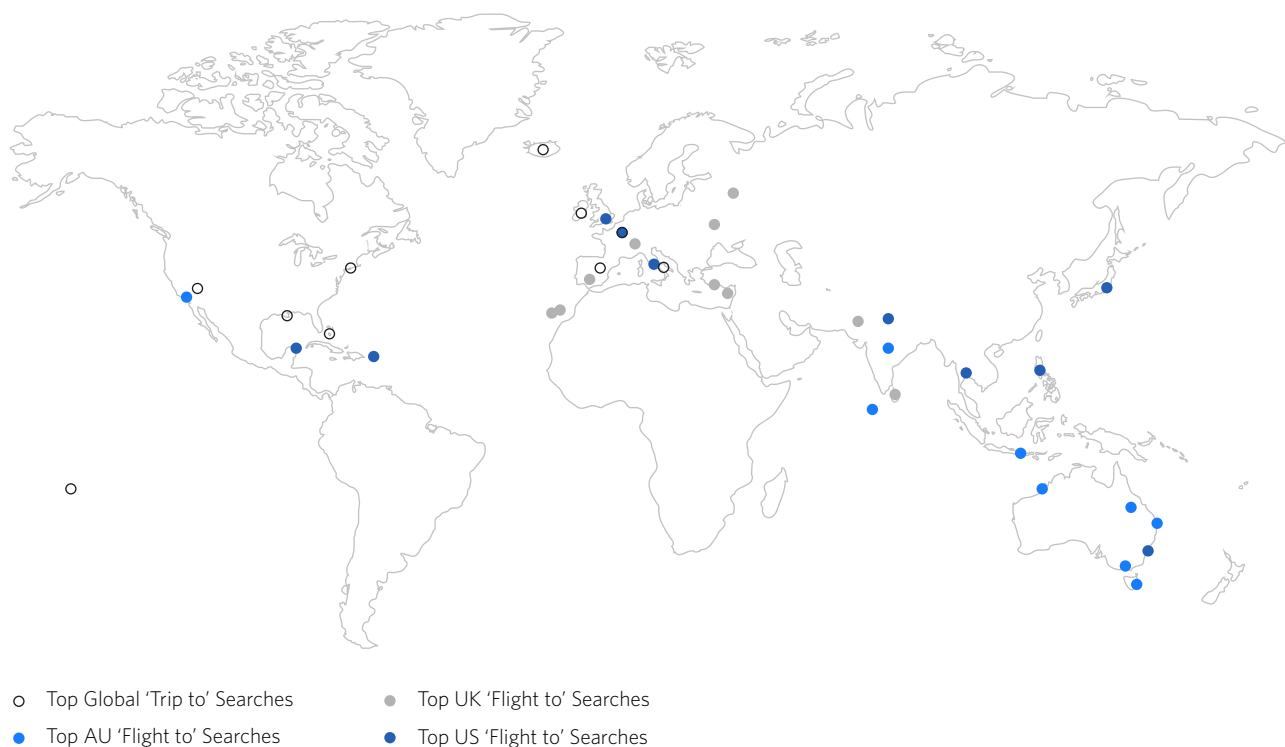 Top Global ‘Trip to’ Searches
Top UK ‘Flight to’ Searches
Top AU ‘Flight to’ Searches
Top US ‘Flight to’ Searches